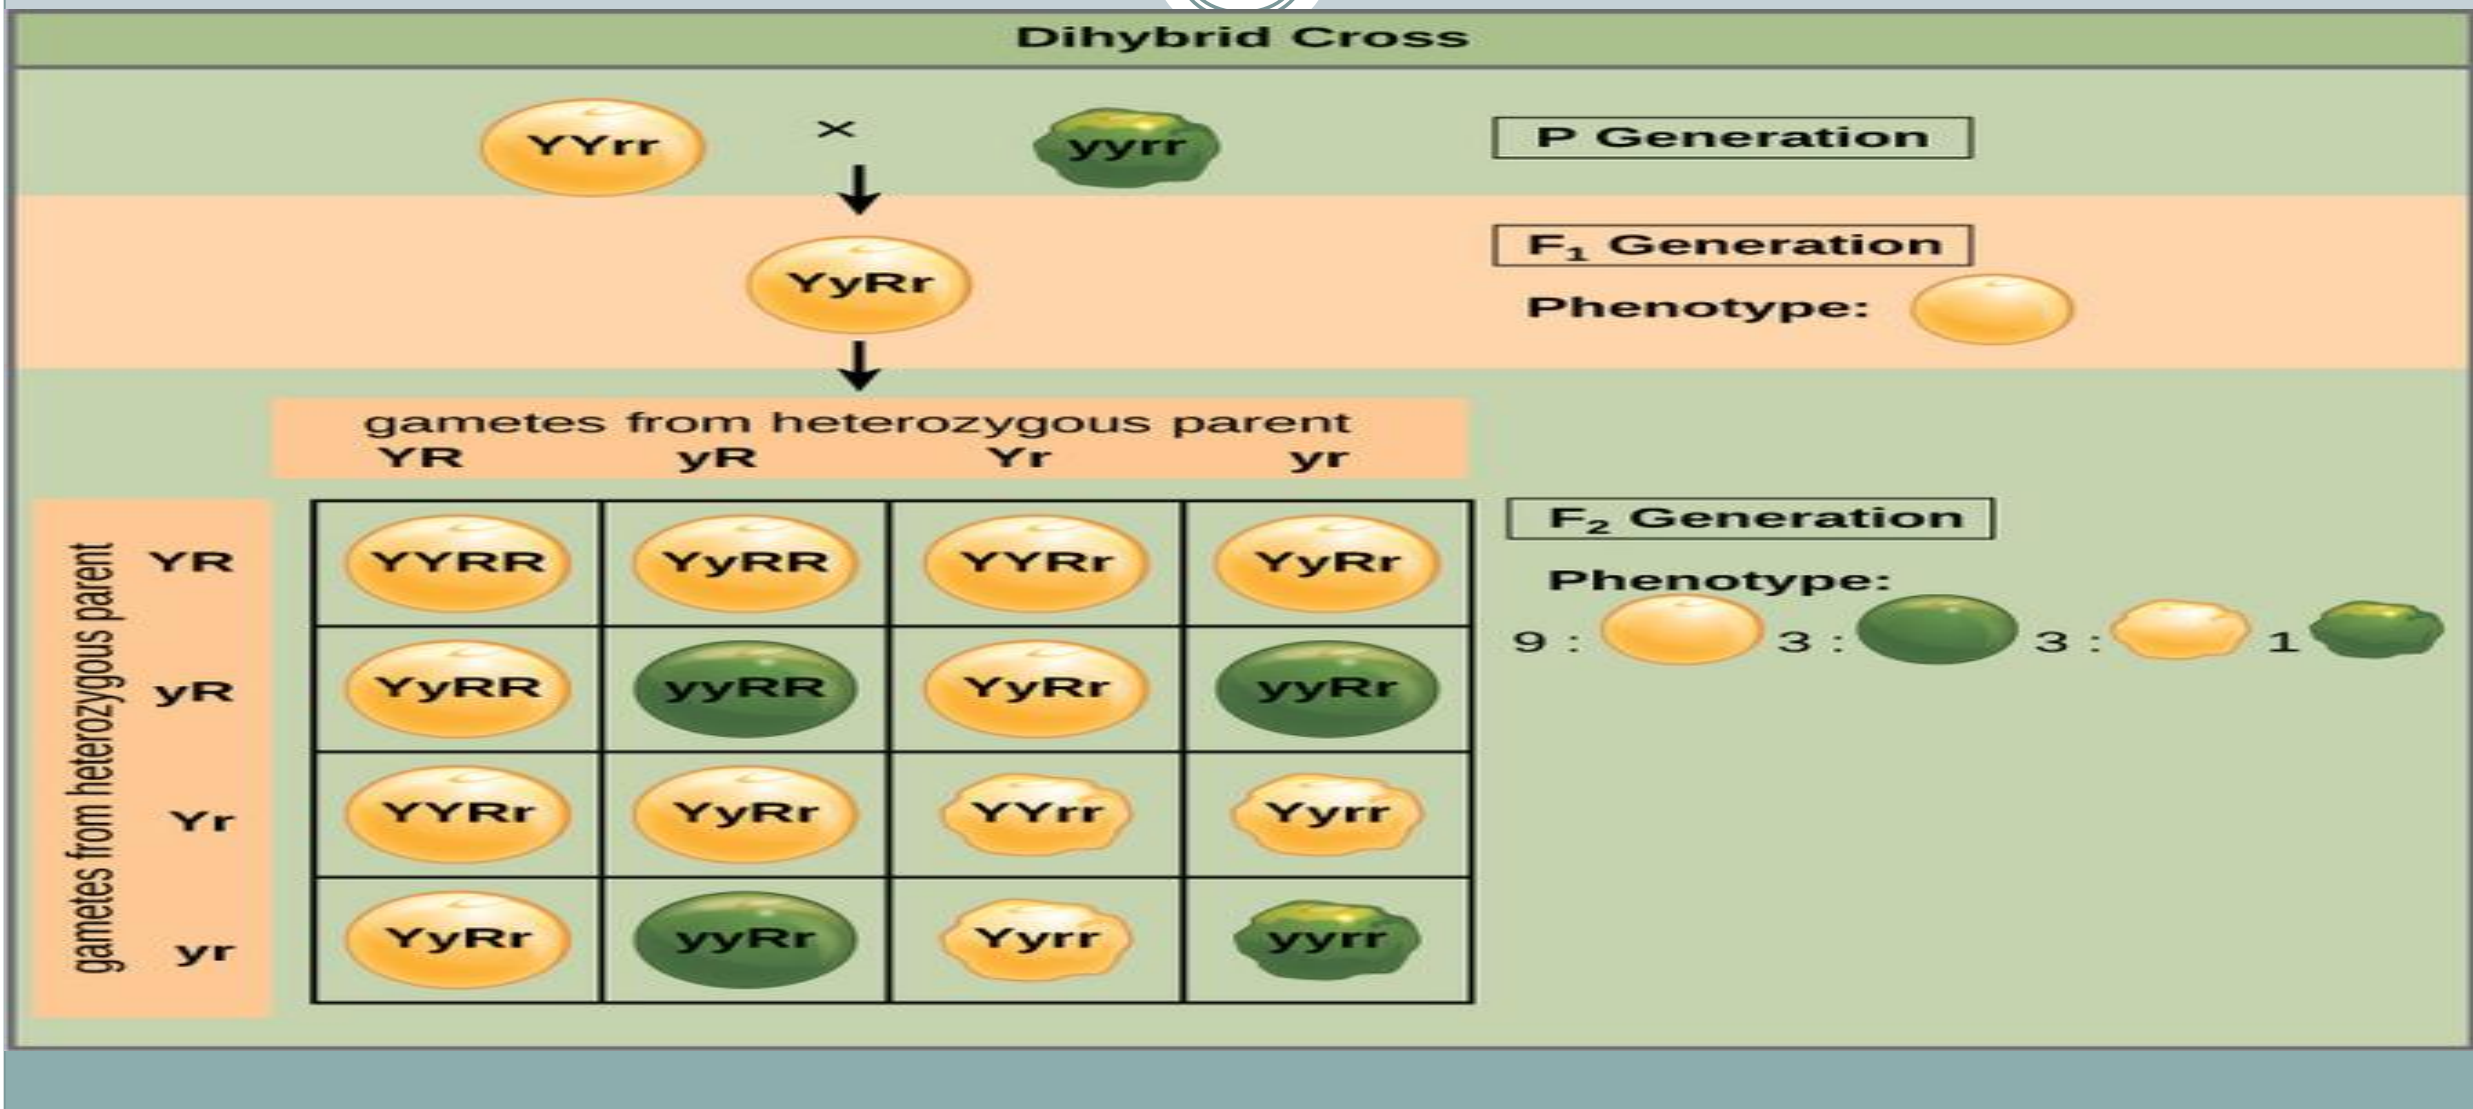 Dihybrid Cross
YYrr × yyrr
P Generation
YyRr
F₁ Generation
Phenotype:
gametes from heterozygous parent
YR yR Yr yr
gametes from heterozygous parent
YR YYRR YyRR YYRr YyRr
yR YyRR yyRR YyRr yyRr
Yr YYRr YyRr YYrr Yyrr
yr YyRr yyRr Yyrr yyrr
F₂ Generation
Phenotype:
9 : 3 : 3 : 1